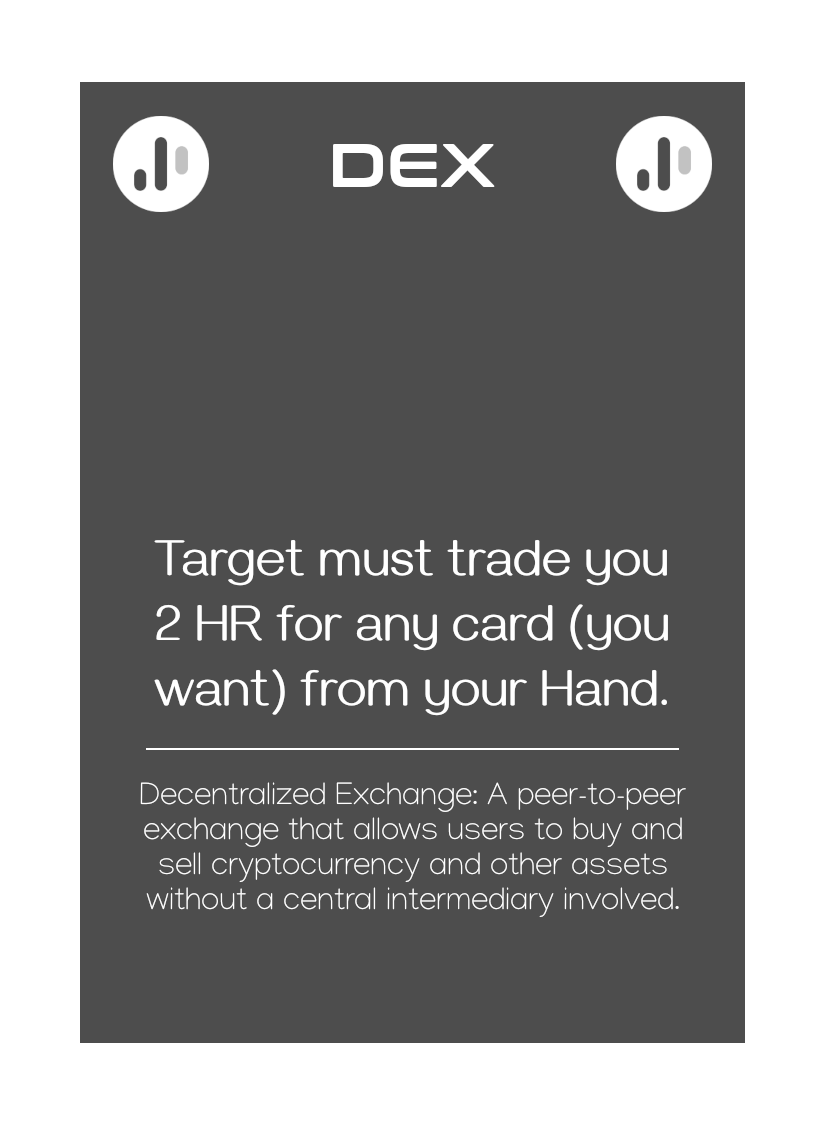 DEX
Target must trade you
2 HR for any card (you
want) from your Hand.
Decentralized Exchange: A peer-to-peer
exchange that allows users to buy and
sell cryptocurrency and other assets
without a central intermediary involved.